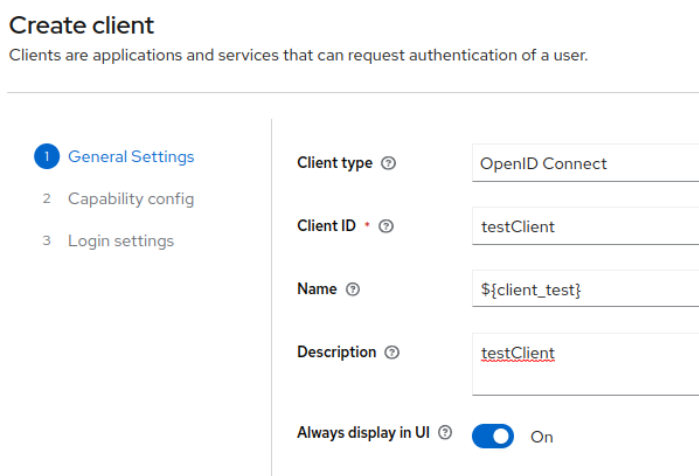 Create client
Clients are applications and services that can request authentication of a user.
1 General Settings
2 Capability config
3 Login settings
Client type ?
OpenID Connect
Client ID * ?
testClient
Name ?
${client_test}
Description ?
testClient
Always display in UI ?
On